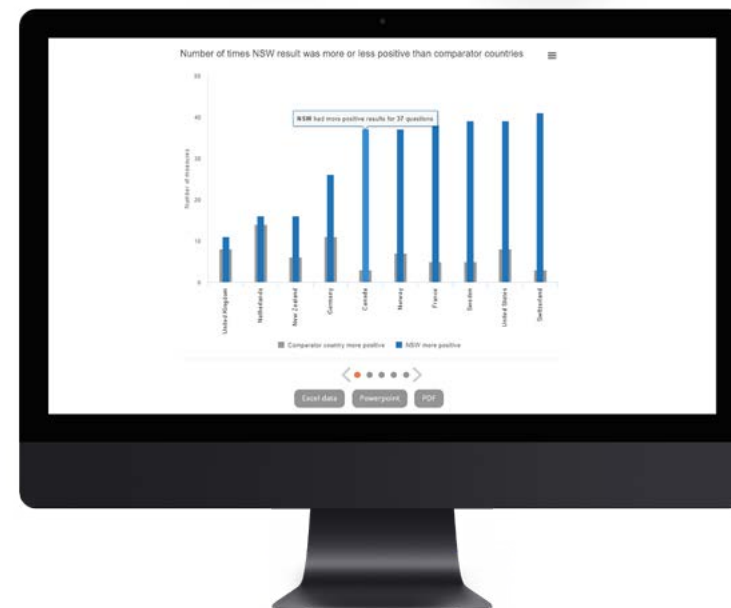 Number of times NSW result was more or less positive than comparator countries
50
40
30
20
10
0
Number of measures
NSW had more positive results for 37 questions
United Kingdom
Netherlands
New Zealand
Germany
Canada
Norway
France
Sweden
United States
Switzerland
Comparator country more positive
NSW more positive
Excel data
Powerpoint
PDF